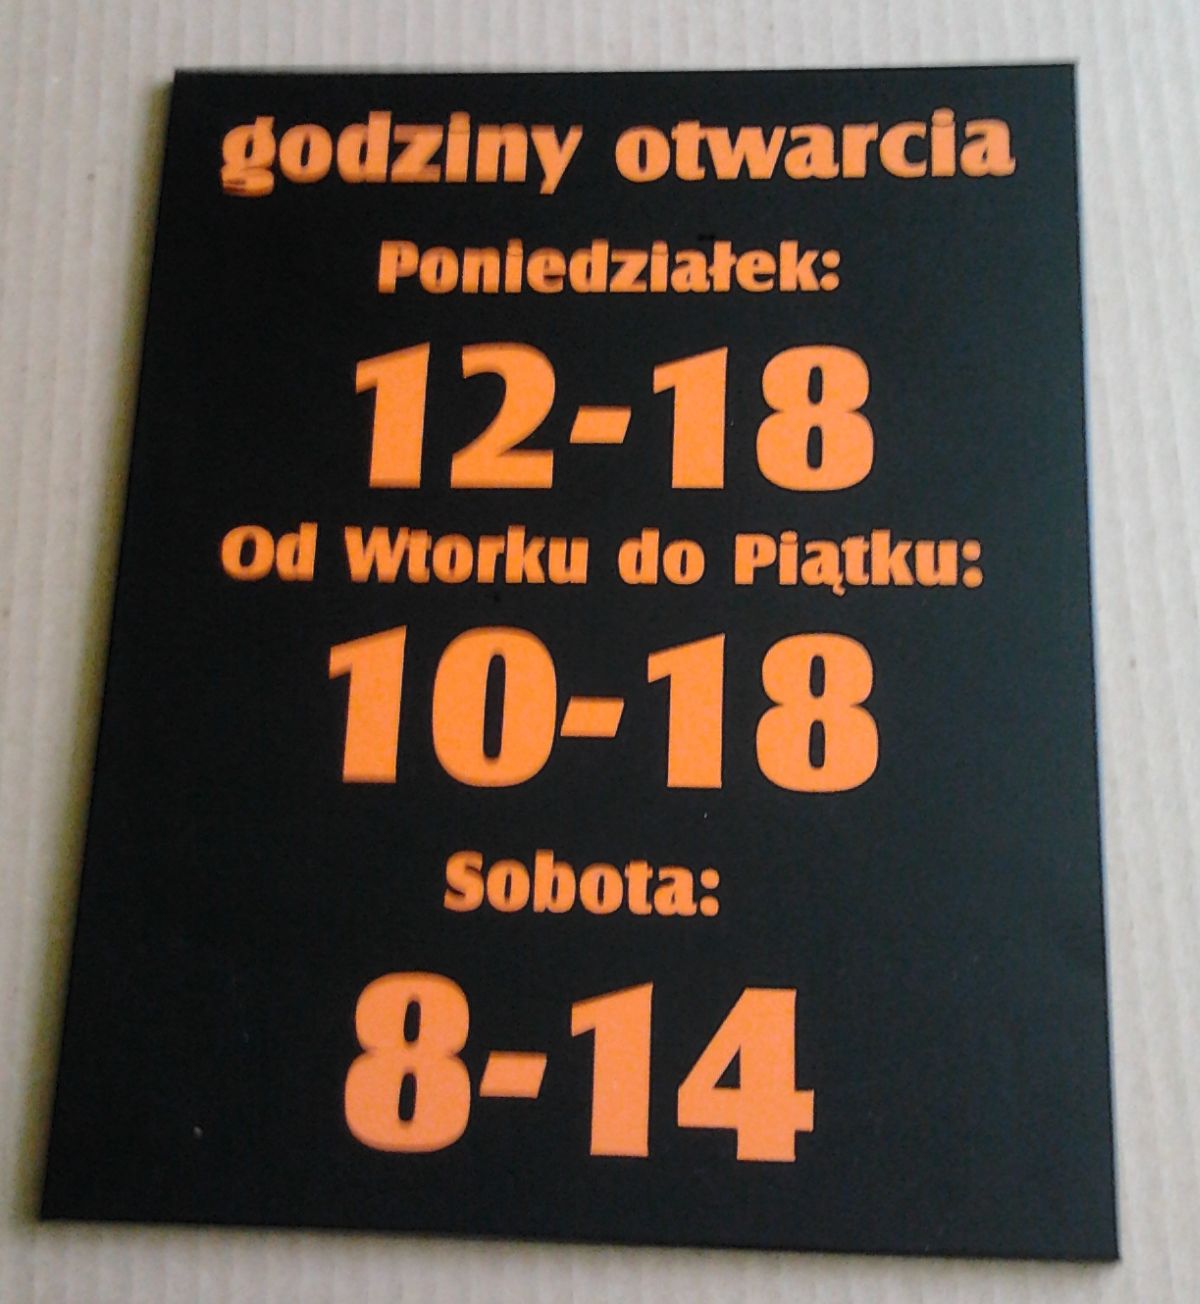 godziny otwarcia
Poniedziałek:
12-18
Od Wtorku do Piątku:
10-18
Sobota:
8-14